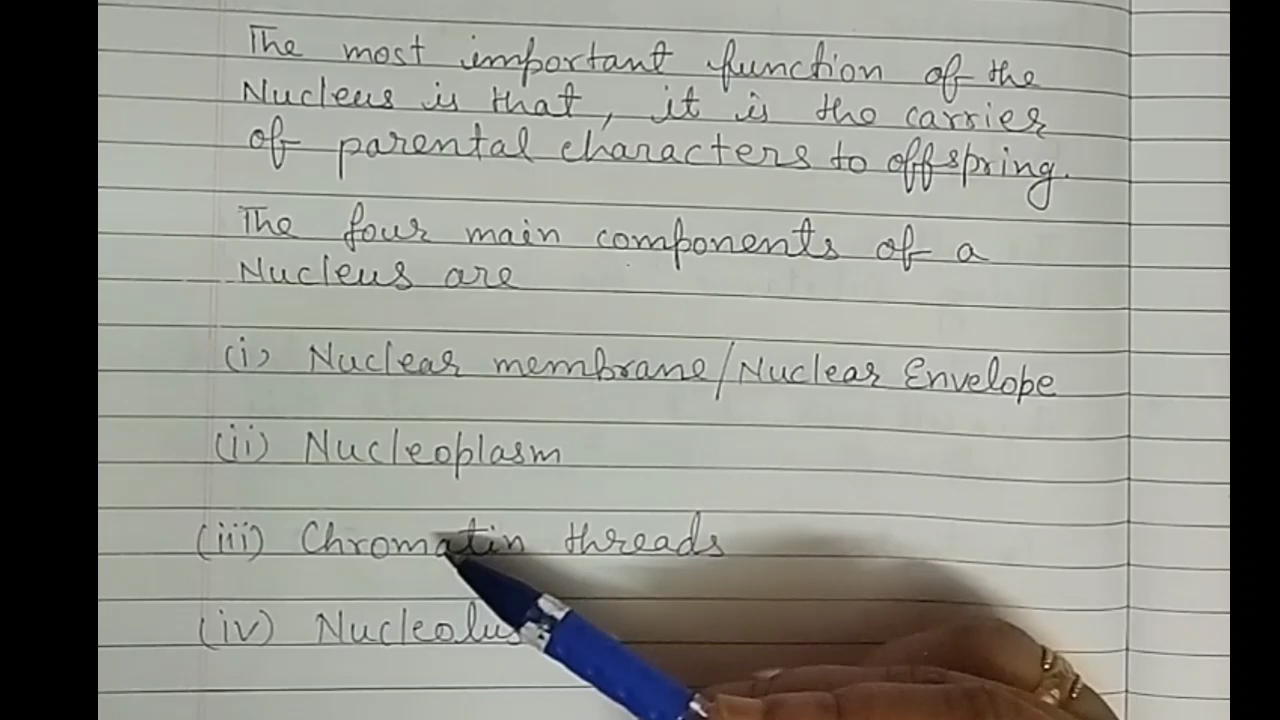 The most important function of the
Nucleus is that, it is the carrier
of parental characters to offspring.
The four main components of a
Nucleus are
(i) Nuclear membrane/Nuclear Envelope
(ii) Nucleoplasm
(iii) Chromatin threads
(iv) Nucleolus